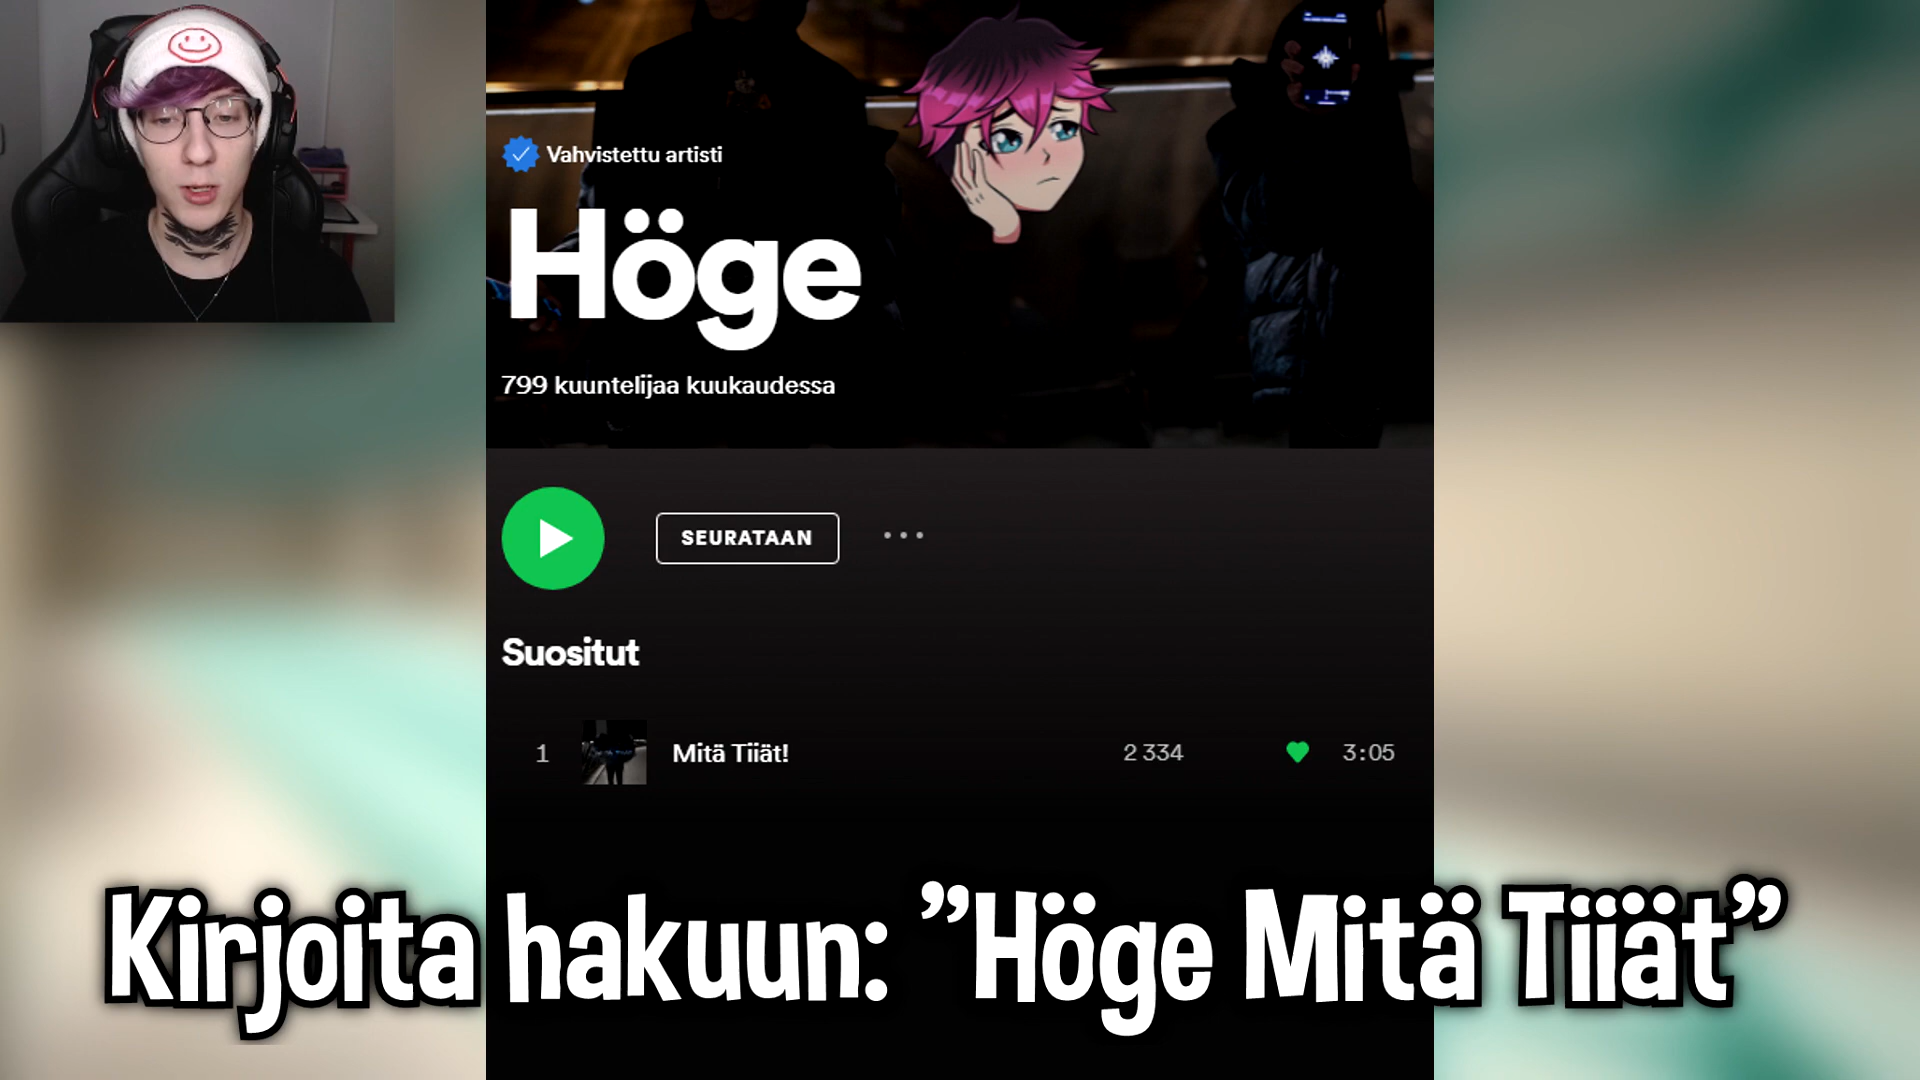 Vahvistettu artisti
Höge
799 kuuntelijaa kuukaudessa
SEURATAAN
Suositut
1 Mitä Tiiät! 2 334 3:05
Kirjoita hakuun: ”Höge Mitä Tiiät”